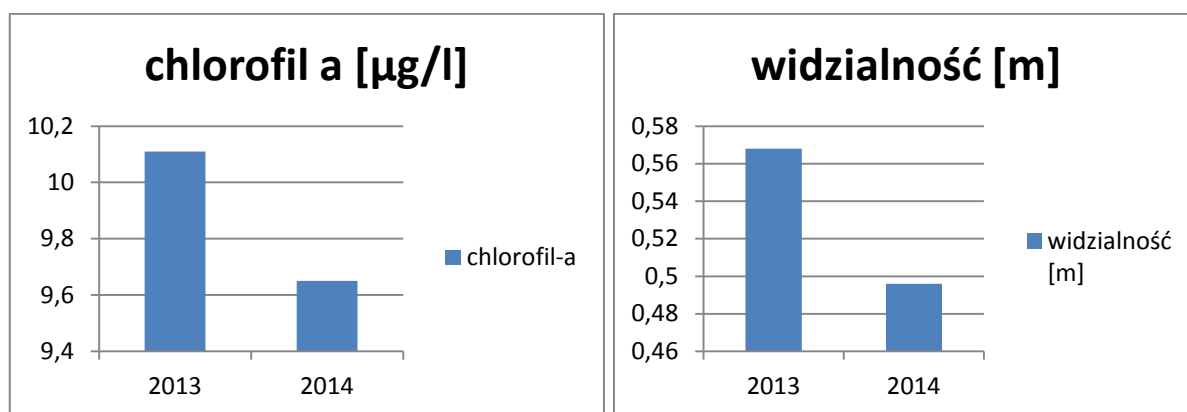 chlorofil a [µg/l]
10,2
10
9,8
9,6
9,4
2013 2014
chlorofil-a
widzialność [m]
0,58
0,56
0,54
0,52
0,5
0,48
0,46
2013 2014
widzialność
[m]